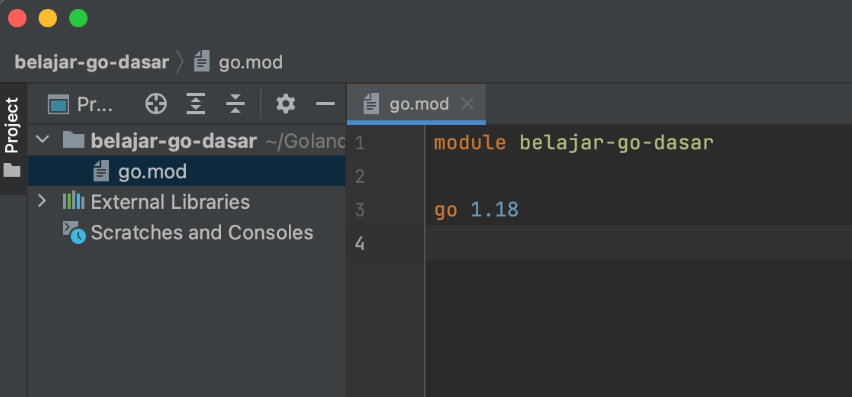 belajar-go-dasar go.mod
Project
Pr...
belajar-go-dasar ~/Goland
go.mod
External Libraries
Scratches and Consoles
go.mod
1 module belajar-go-dasar
2
3 go 1.18
4